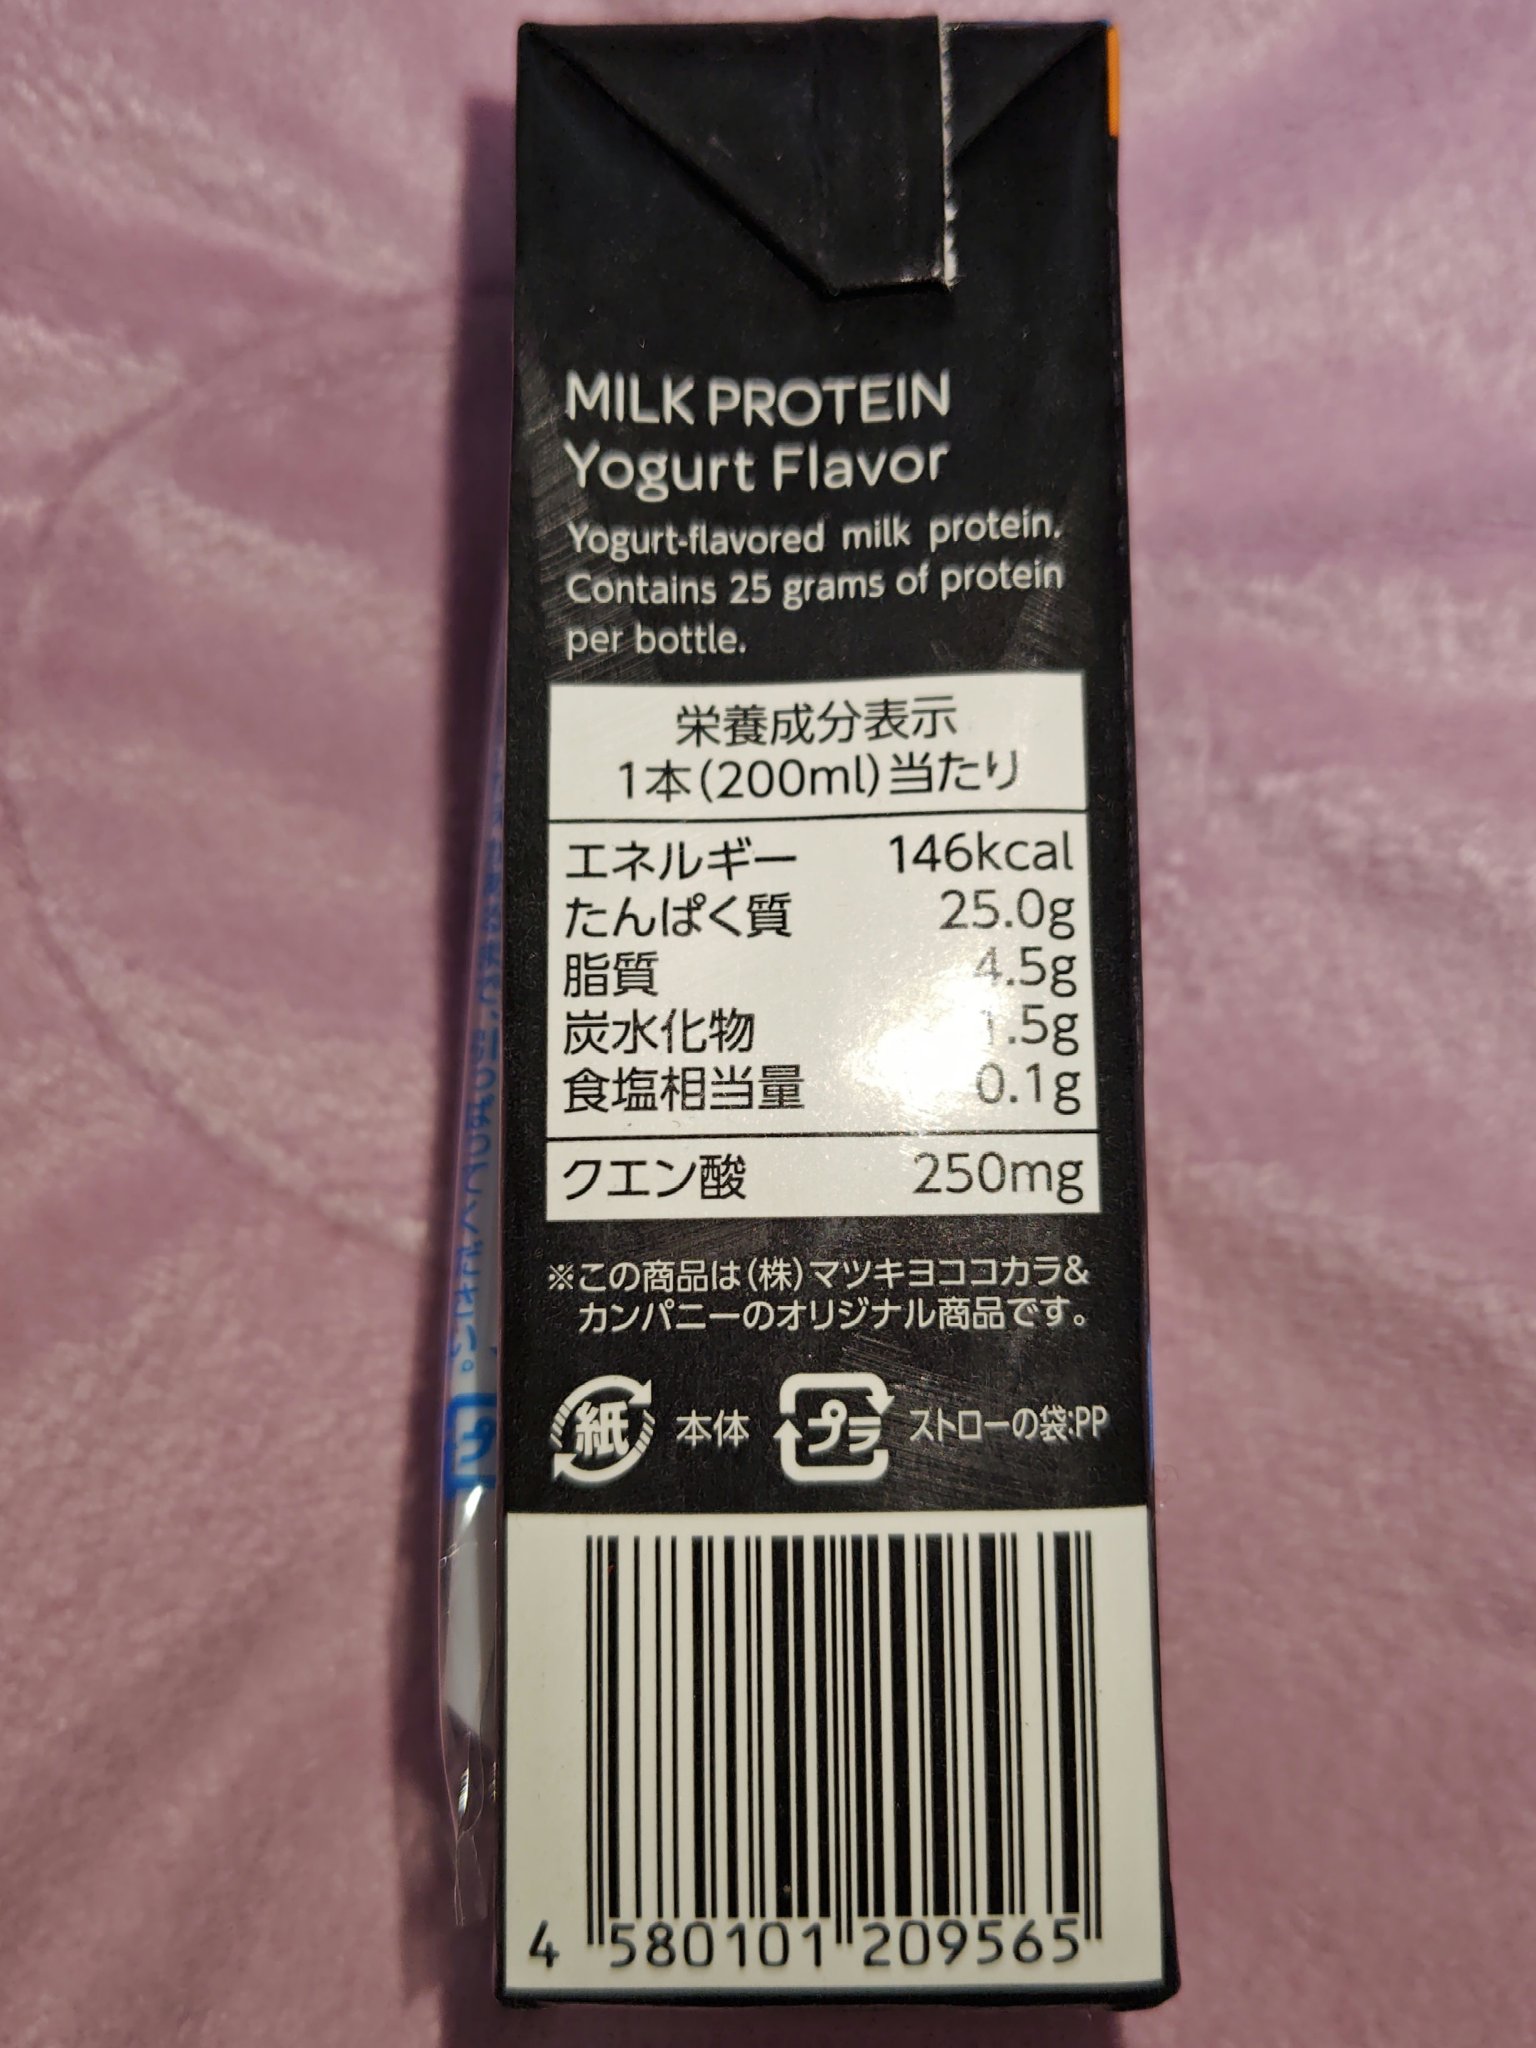 MILK PROTEIN
Yogurt Flavor
Yogurt-flavored milk protein.
Contains 25 grams of protein
per bottle.
栄養成分表示
1本(200ml)当たり
エネルギー 146kcal
たんぱく質 25.0g
脂質 4.5g
炭水化物 1.5g
食塩相当量 0.1g
クエン酸 250mg
※この商品は(株)マツキヨココカラ&
カンパニーのオリジナル商品です。
紙 本体 プラ ストローの袋:PP
4 580101 209565